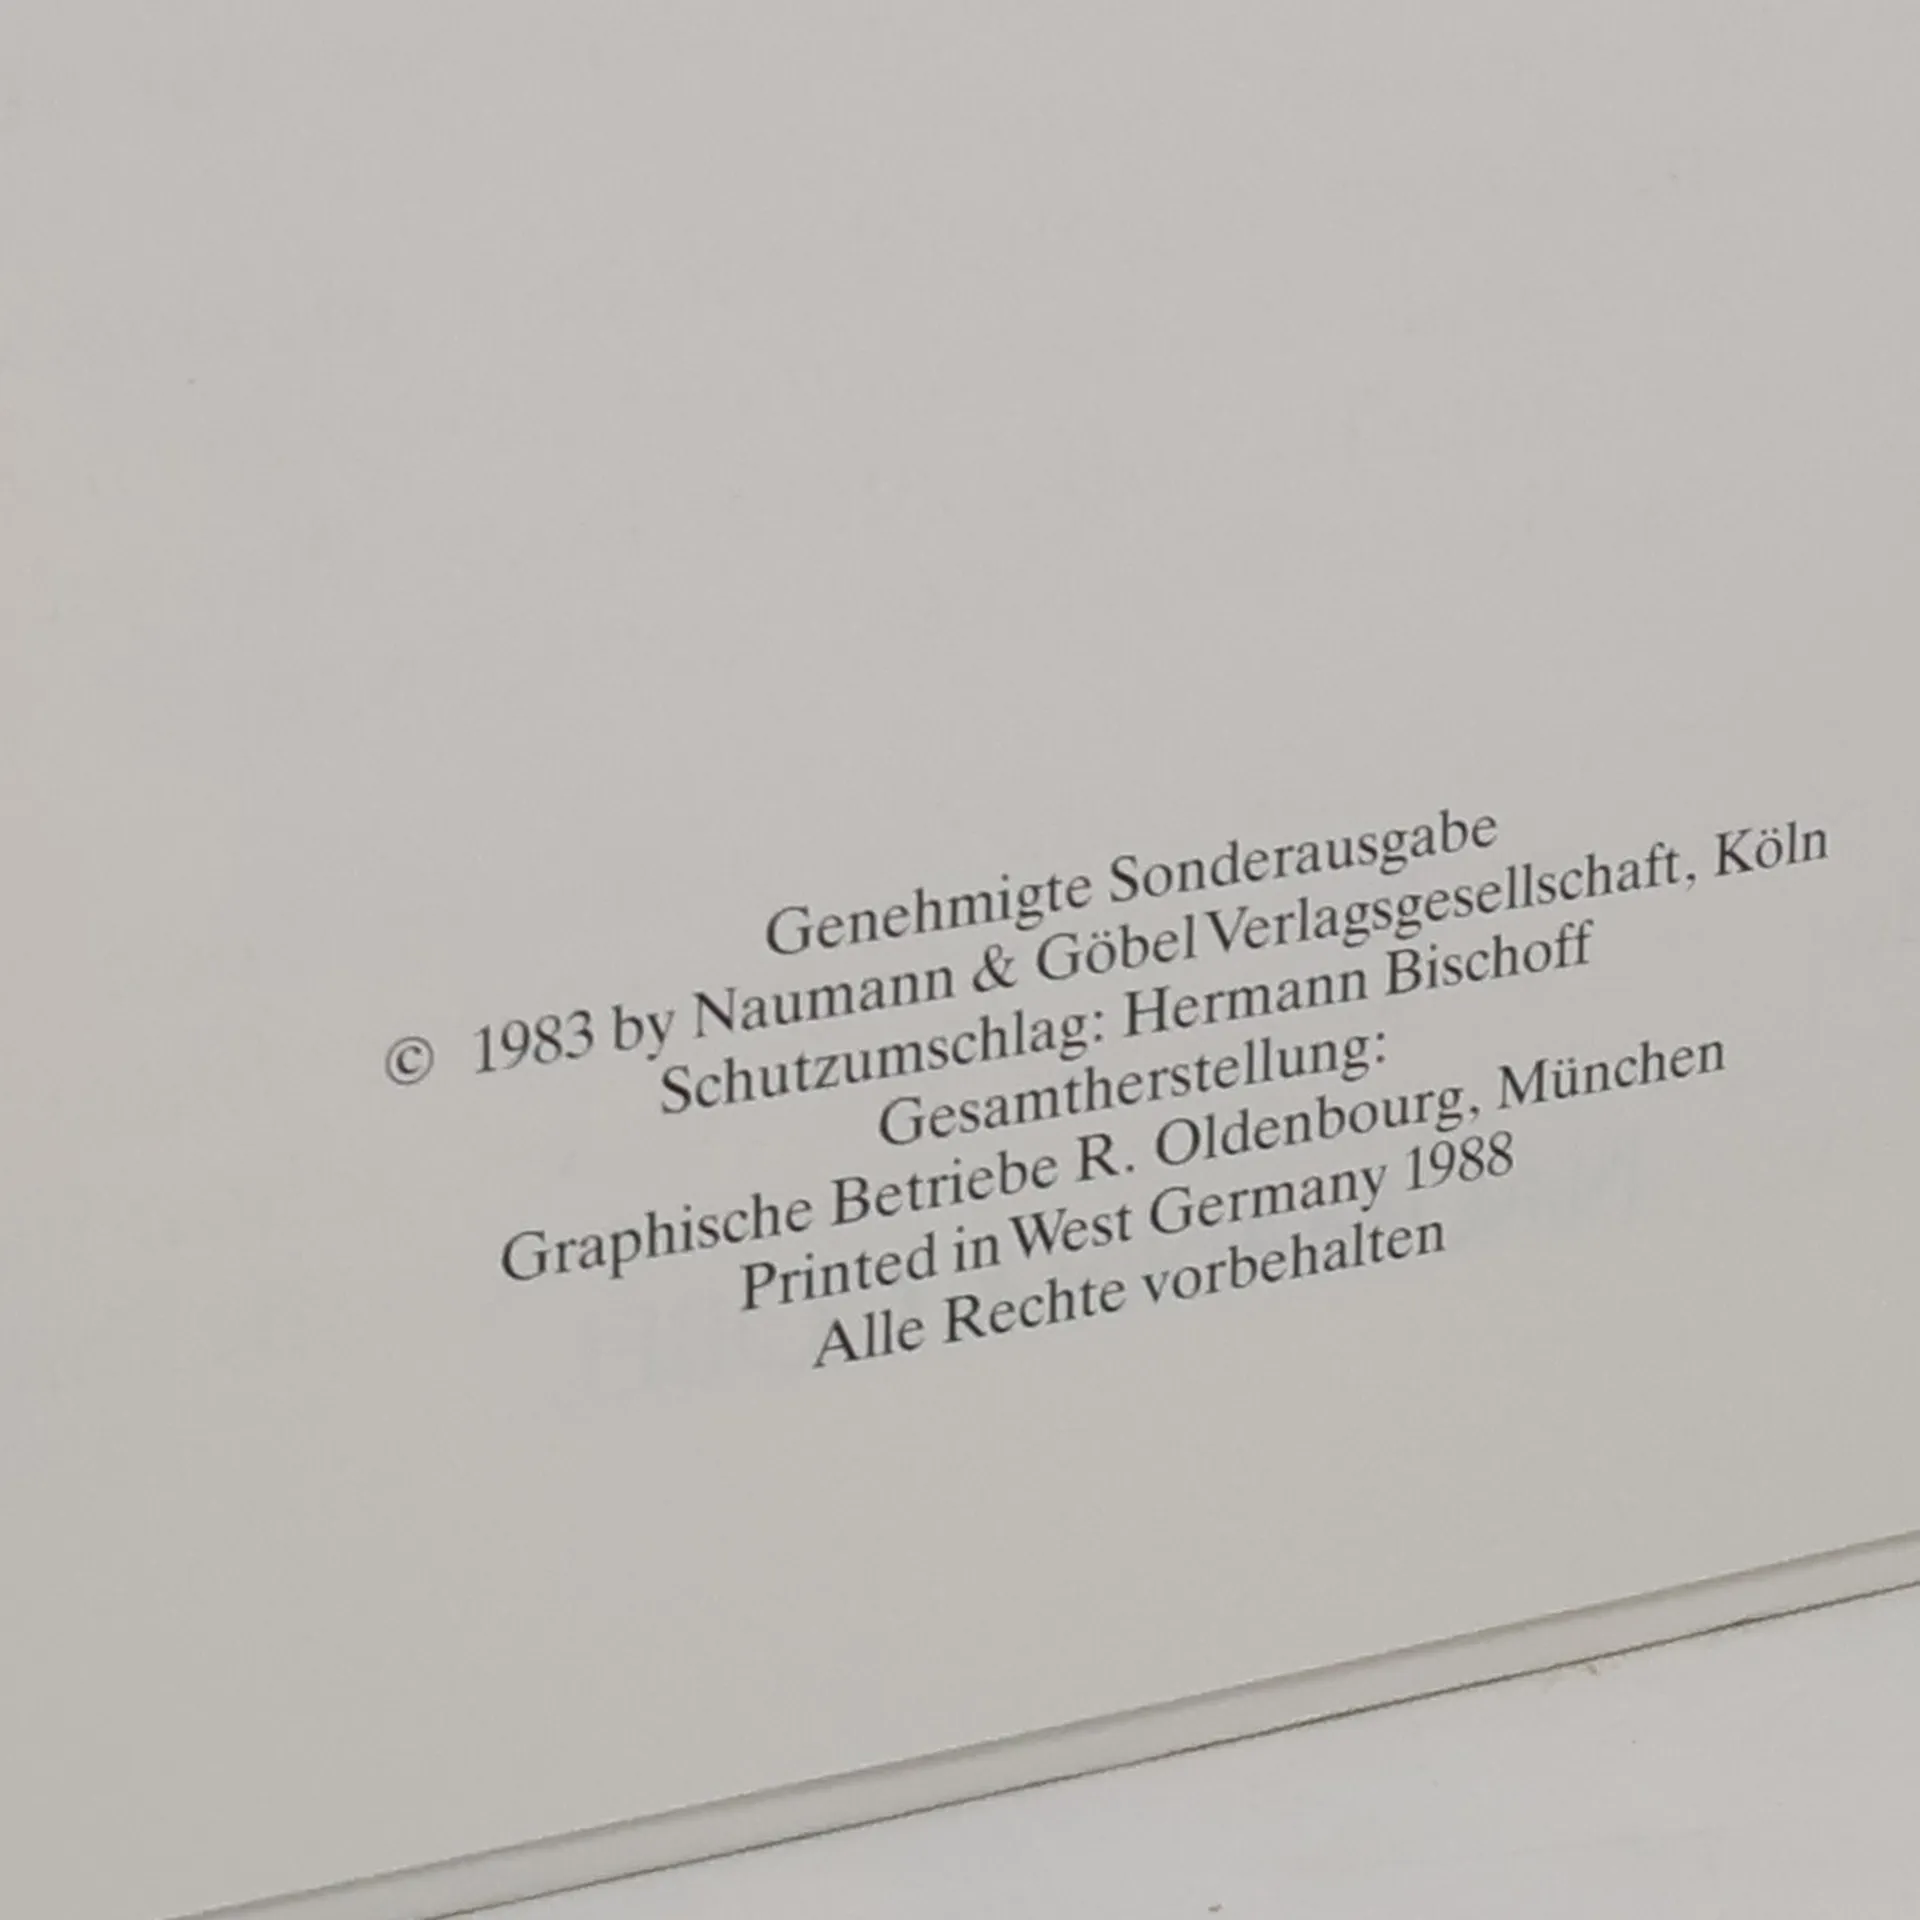 Genehmigte Sonderausgabe
© 1983 by Naumann & Göbel Verlagsgesellschaft, Köln
Schutzumschlag: Hermann Bischoff
Gesamtherstellung:
Graphische Betriebe R. Oldenbourg, München
Printed in West Germany 1988
Alle Rechte vorbehalten